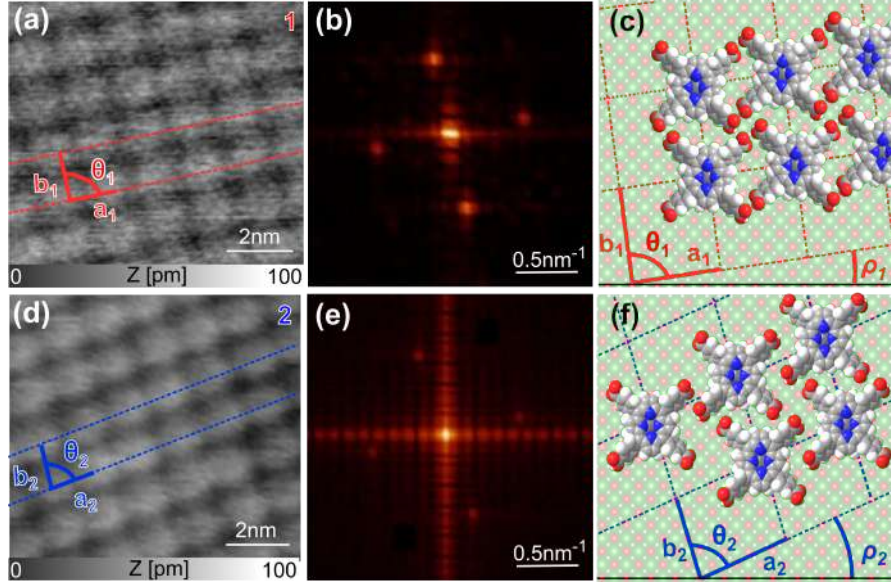 (a)
1
b₁
θ₁
a₁
2nm
0 Z [pm] 100
(b)
0.5nm⁻¹
(c)
b₁
θ₁
a₁
ρ₁
(d)
2
b₂
θ₂
a₂
2nm
0 Z [pm] 100
(e)
0.5nm⁻¹
(f)
b₂
θ₂
a₂
ρ₂